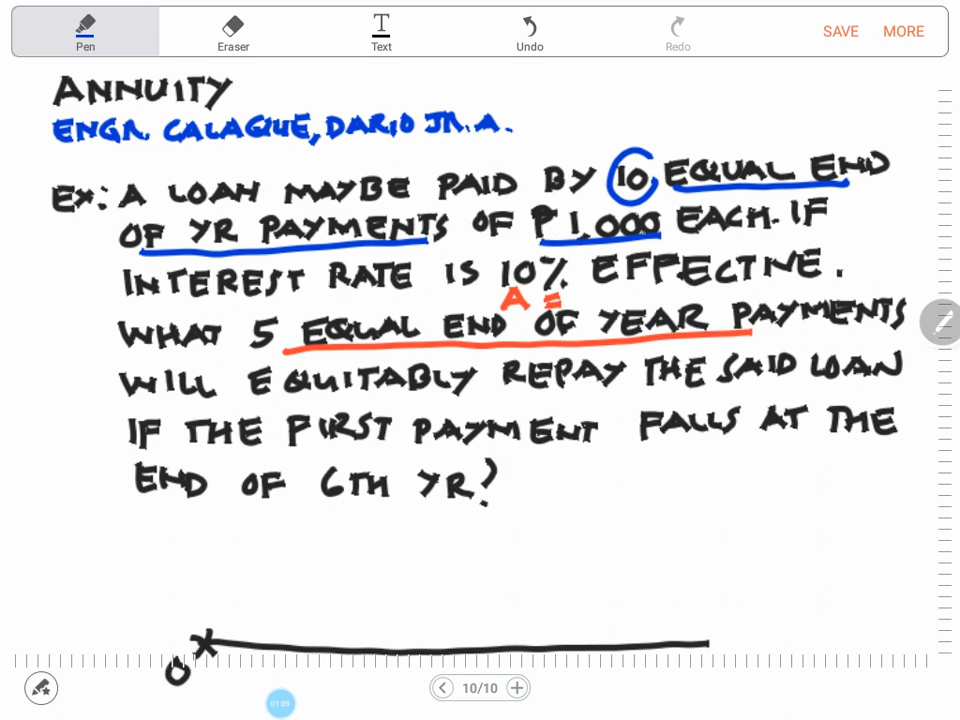 Pen Eraser Text Undo Redo SAVE MORE
ANNUITY
ENGR. CALAQUE, DARIO JR. A.
EX: A LOAN MAYBE PAID BY 10 EQUAL END
OF YR PAYMENTS OF ₱1,000 EACH. IF
INTEREST RATE IS 10% EFFECTIVE.
A =
WHAT 5 EQUAL END OF YEAR PAYMENTS
WILL EQUITABLY REPAY THE SAID LOAN
IF THE FIRST PAYMENT FALLS AT THE
END OF 6TH YR?
0
10/10
01:09